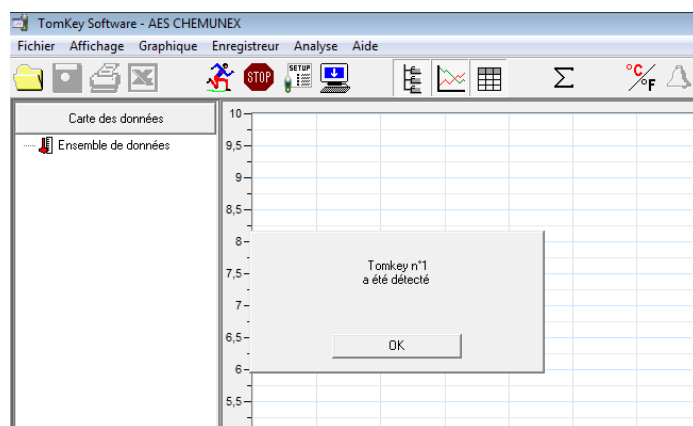 TomKey Software - AES CHEMUNEX
Fichier Affichage Graphique Enregistreur Analyse Aide
STOP SETUP Σ °C/°F
Carte des données
Ensemble de données
10
9,5
9
8,5
8
7,5
7
6,5
6
5,5
Tomkey n°1
a été détecté
OK